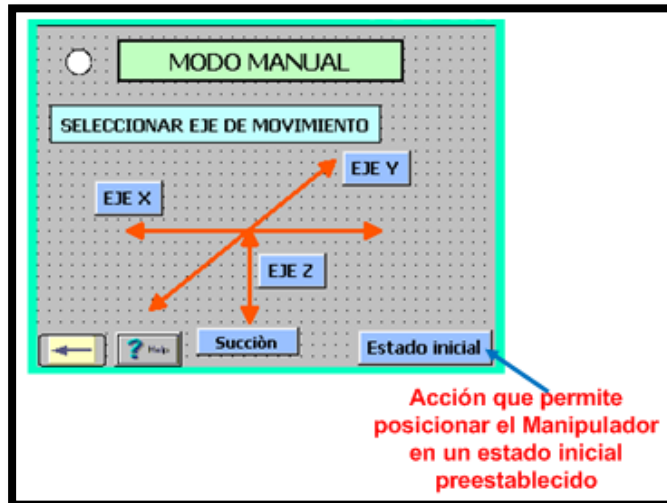 MODO MANUAL
SELECCIONAR EJE DE MOVIMIENTO
EJE Y
EJE X
EJE Z
? Help
Succiòn
Estado inicial
Acción que permite
posicionar el Manipulador
en un estado inicial
preestablecido